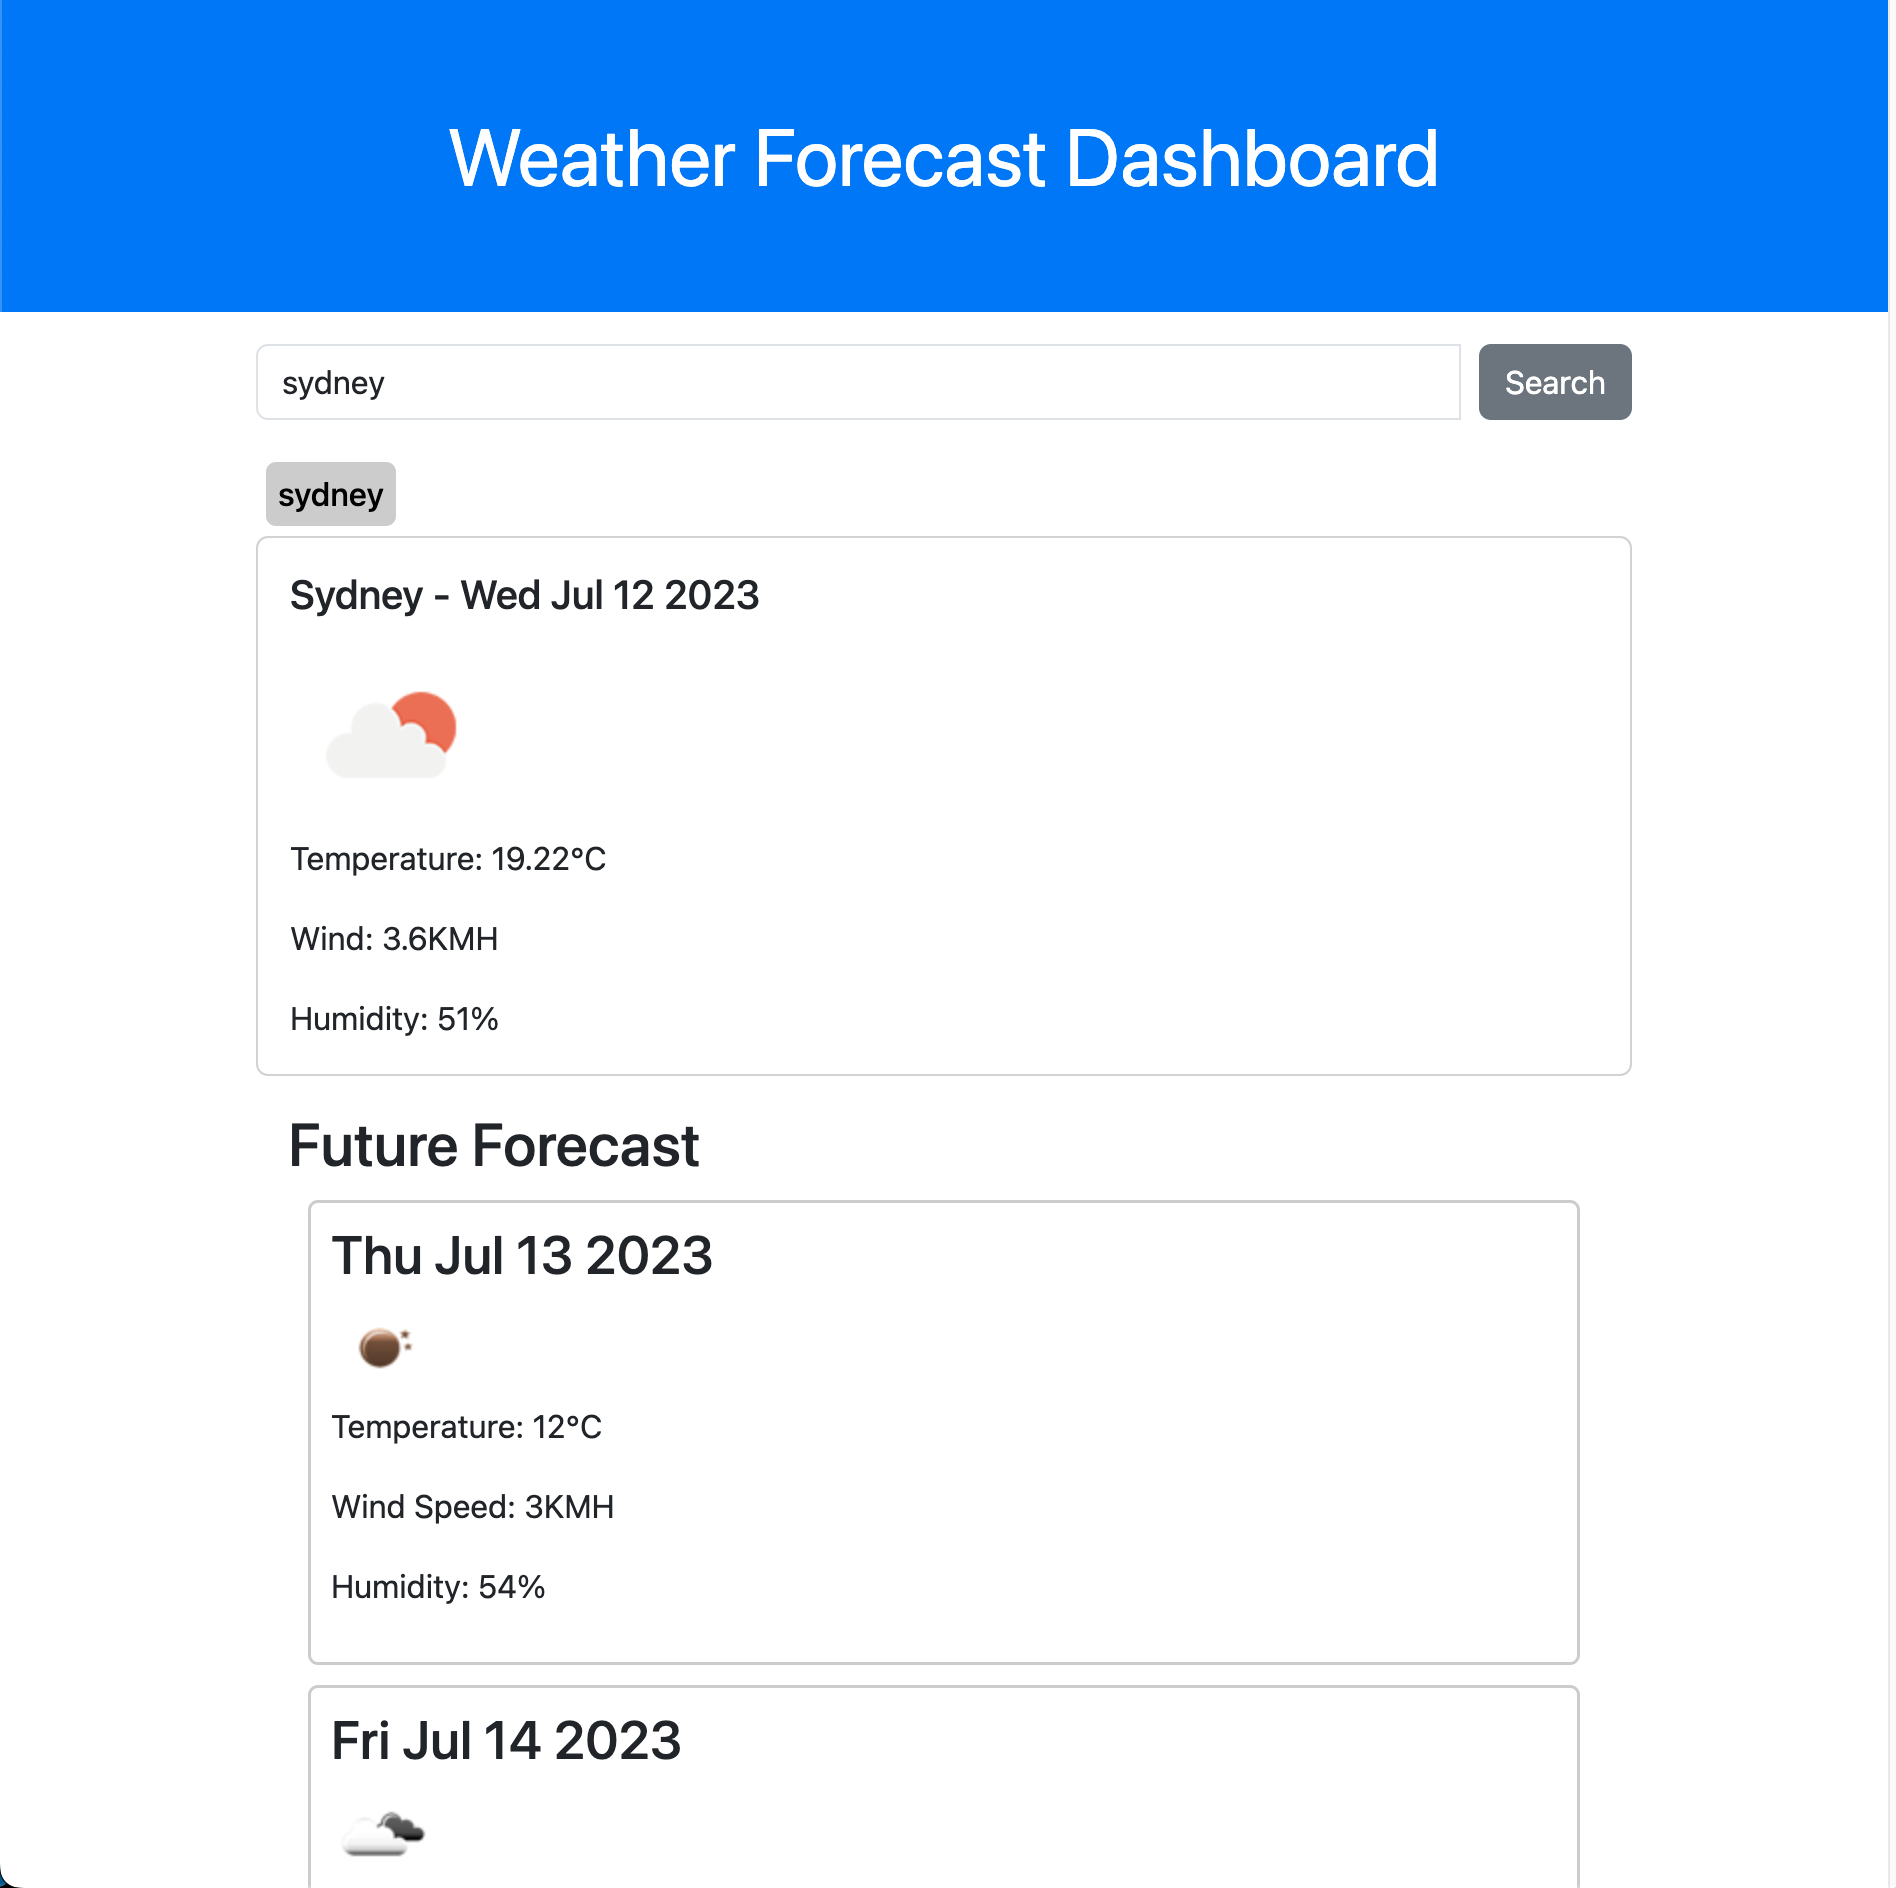 Weather Forecast Dashboard
sydney
Search
sydney
Sydney - Wed Jul 12 2023
Temperature: 19.22°C
Wind: 3.6KMH
Humidity: 51%
Future Forecast
Thu Jul 13 2023
Temperature: 12°C
Wind Speed: 3KMH
Humidity: 54%
Fri Jul 14 2023